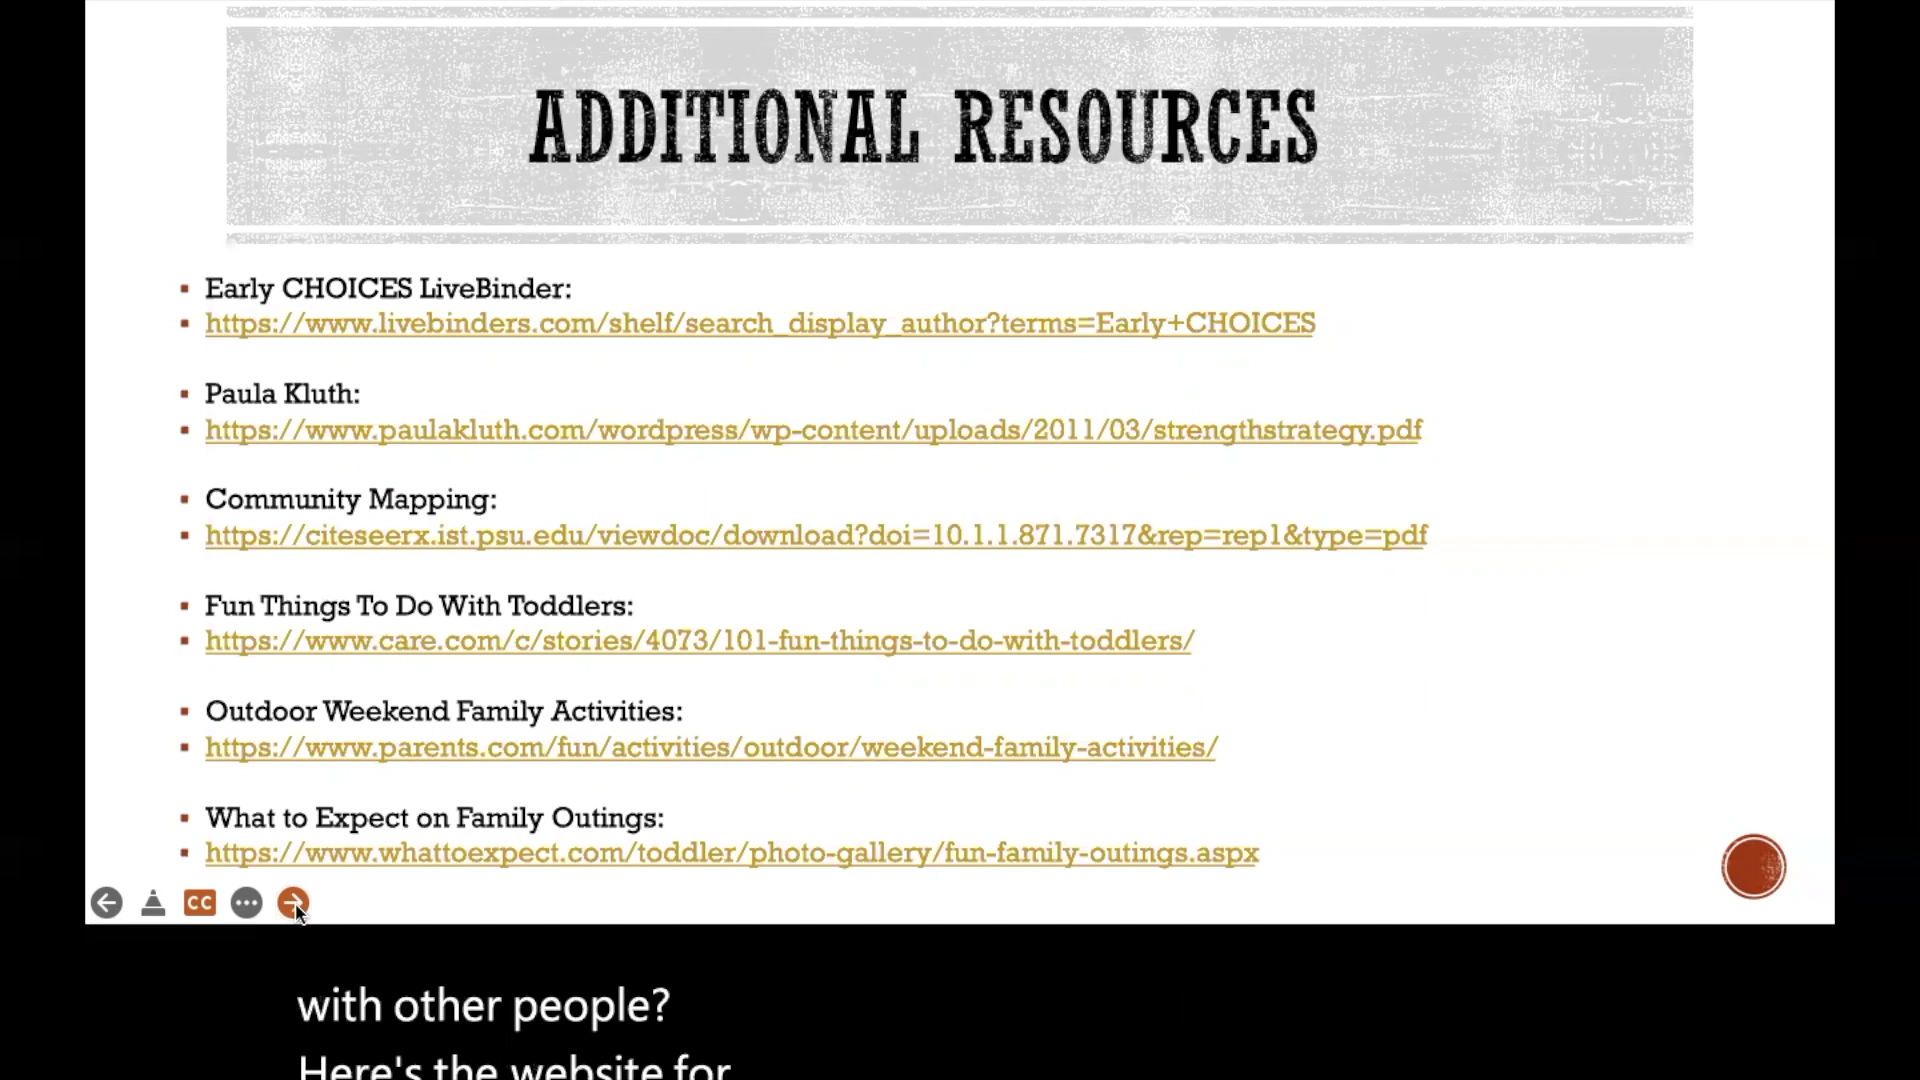 ADDITIONAL RESOURCES
Early CHOICES LiveBinder:
https://www.livebinders.com/shelf/search_display_author?terms=Early+CHOICES
Paula Kluth:
https://www.paulakluth.com/wordpress/wp-content/uploads/2011/03/strengthstrategy.pdf
Community Mapping:
https://citeseerx.ist.psu.edu/viewdoc/download?doi=10.1.1.871.7317&rep=rep1&type=pdf
Fun Things To Do With Toddlers:
https://www.care.com/c/stories/4073/101-fun-things-to-do-with-toddlers/
Outdoor Weekend Family Activities:
https://www.parents.com/fun/activities/outdoor/weekend-family-activities/
What to Expect on Family Outings:
https://www.whattoexpect.com/toddler/photo-gallery/fun-family-outings.aspx
CC
with other people?
Here's the website for